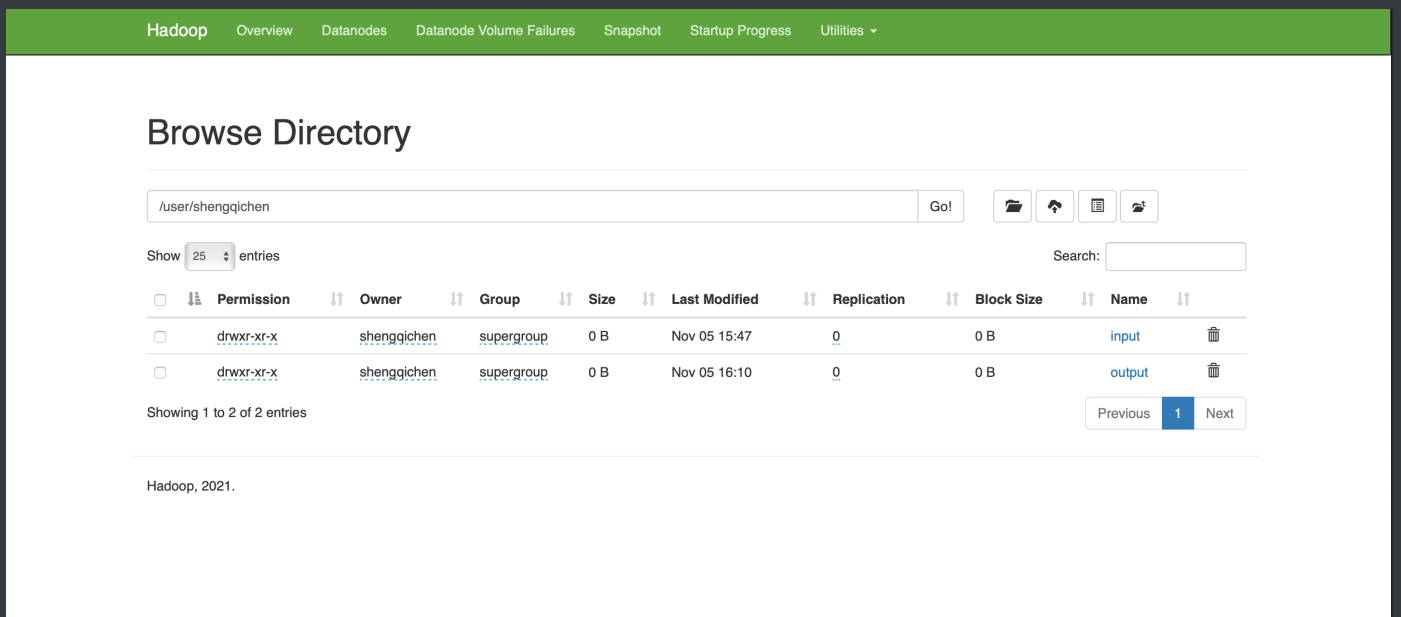 Hadoop Overview Datanodes Datanode Volume Failures Snapshot Startup Progress Utilities
Browse Directory
/user/shengqichen Go!
Show 25 entries Search:
Permission Owner Group Size Last Modified Replication Block Size Name
drwxr-xr-x shengqichen supergroup 0 B Nov 05 15:47 0 0 B input
drwxr-xr-x shengqichen supergroup 0 B Nov 05 16:10 0 0 B output
Showing 1 to 2 of 2 entries Previous 1 Next
Hadoop, 2021.